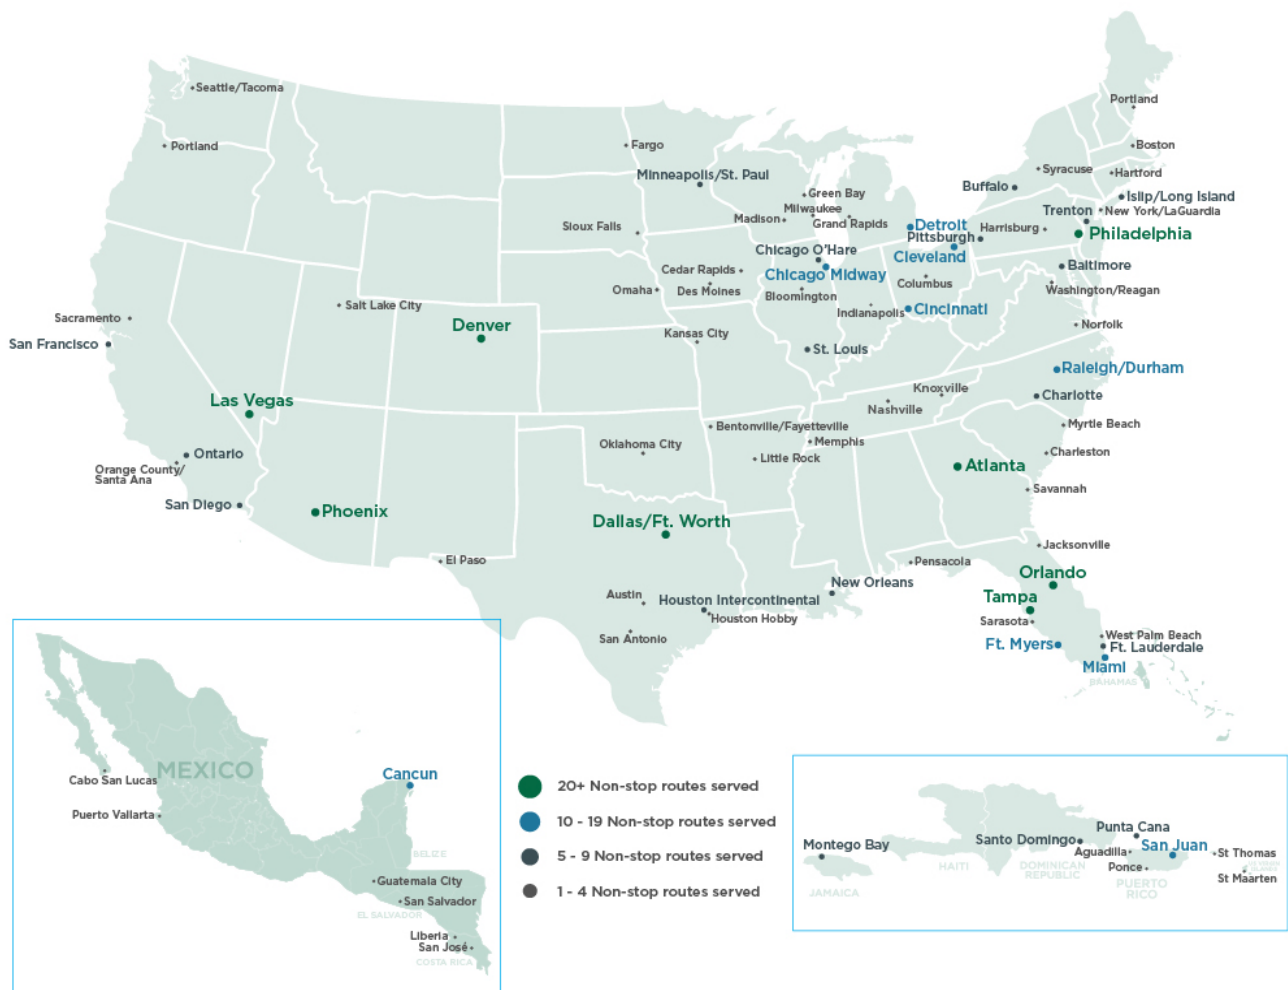 Portland
Seattle/Tacoma
Portland
Fargo
Boston
Minneapolis/St. Paul
Syracuse
Hartford
Buffalo
Green Bay
Islip/Long Island
Milwaukee
Trenton
New York/LaGuardia
Madison
Grand Rapids
Sioux Falls
Detroit
Harrisburg
Philadelphia
Pittsburgh
Chicago O'Hare
Cleveland
Baltimore
Cedar Rapids
Chicago Midway
Columbus
Omaha
Des Moines
Bloomington
Washington/Reagan
Salt Lake City
Indianapolis
Cincinnati
Sacramento
Denver
Norfolk
Kansas City
San Francisco
St. Louis
Raleigh/Durham
Knoxville
Las Vegas
Nashville
Charlotte
Bentonville/Fayetteville
Myrtle Beach
Oklahoma City
Memphis
Ontario
Little Rock
Charleston
Orange County/
Santa Ana
Atlanta
Savannah
San Diego
Phoenix
Dallas/Ft. Worth
Jacksonville
El Paso
Pensacola
Orlando
New Orleans
Austin
Houston Intercontinental
Tampa
Houston Hobby
Sarasota
San Antonio
West Palm Beach
Ft. Myers
Ft. Lauderdale
Miami
BAHAMAS
MEXICO
Cancun
Cabo San Lucas
Puerto Vallarta
BELIZE
Guatemala City
San Salvador
EL SALVADOR
Liberia
San José
COSTA RICA
20+ Non-stop routes served
10 - 19 Non-stop routes served
5 - 9 Non-stop routes served
1 - 4 Non-stop routes served
Punta Cana
Montego Bay
Santo Domingo
San Juan
Aguadilla
St Thomas
HAITI
DOMINICAN
REPUBLIC
Ponce
St Maarten
JAMAICA
PUERTO
RICO